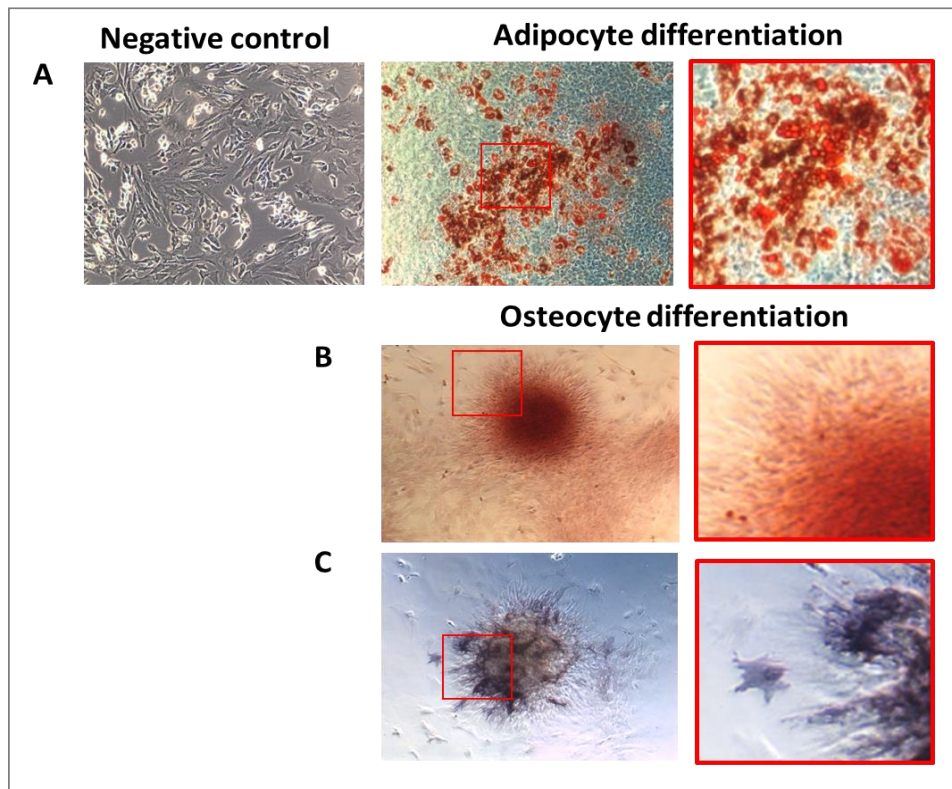 Negative control
Adipocyte differentiation
A
Osteocyte differentiation
B
C